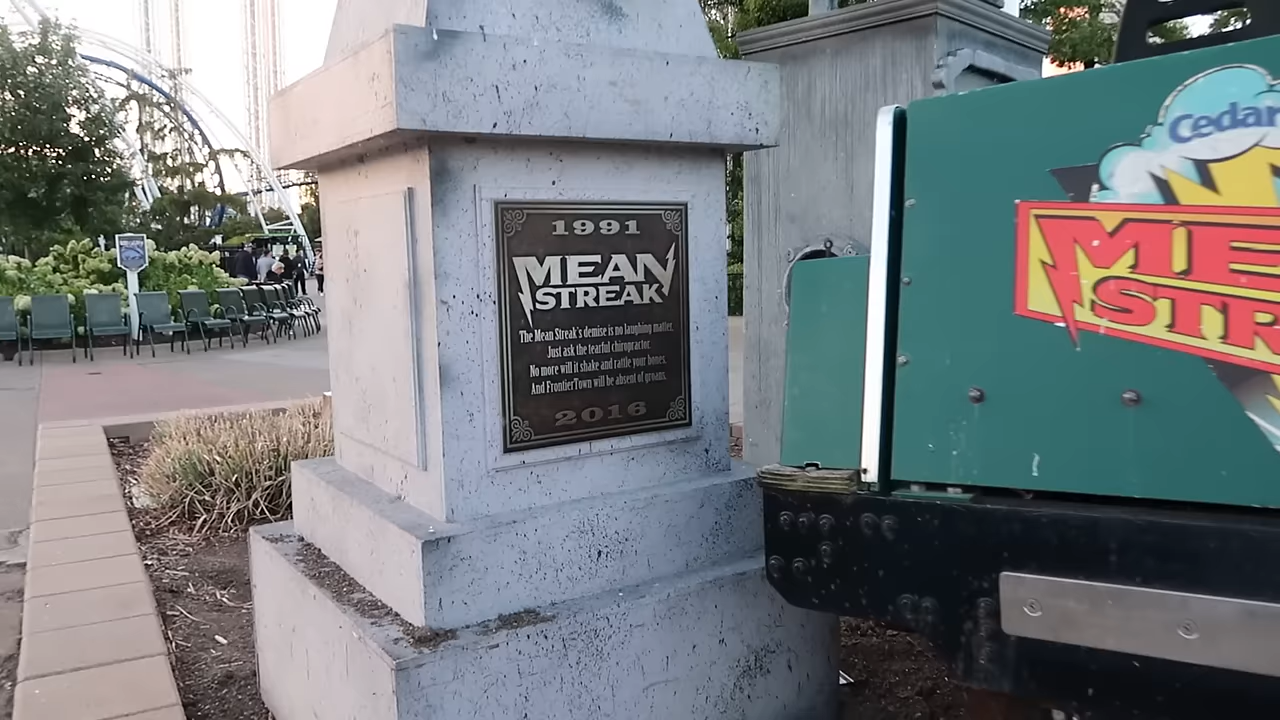 1991
MEAN
STREAK
The Mean Streak's demise is no laughing matter.
Just ask the tearful chiropractor.
No more will it shake and rattle your bones.
And FrontierTown will be absent of groans.
2016
Cedar
ME
STR